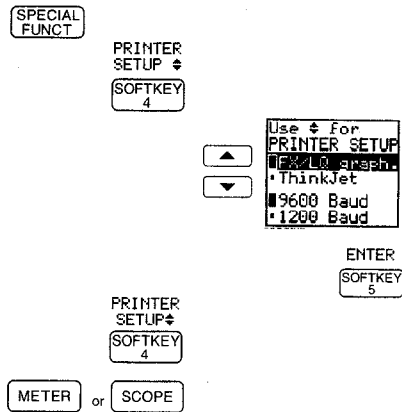 SPECIAL
FUNCT
PRINTER
SETUP ♦
SOFTKEY
4
Use ♦ for
PRINTER SETUP
FX/LQ graph.
ThinkJet
9600 Baud
1200 Baud
ENTER
SOFTKEY
5
PRINTER
SETUP♦
SOFTKEY
4
METER or SCOPE